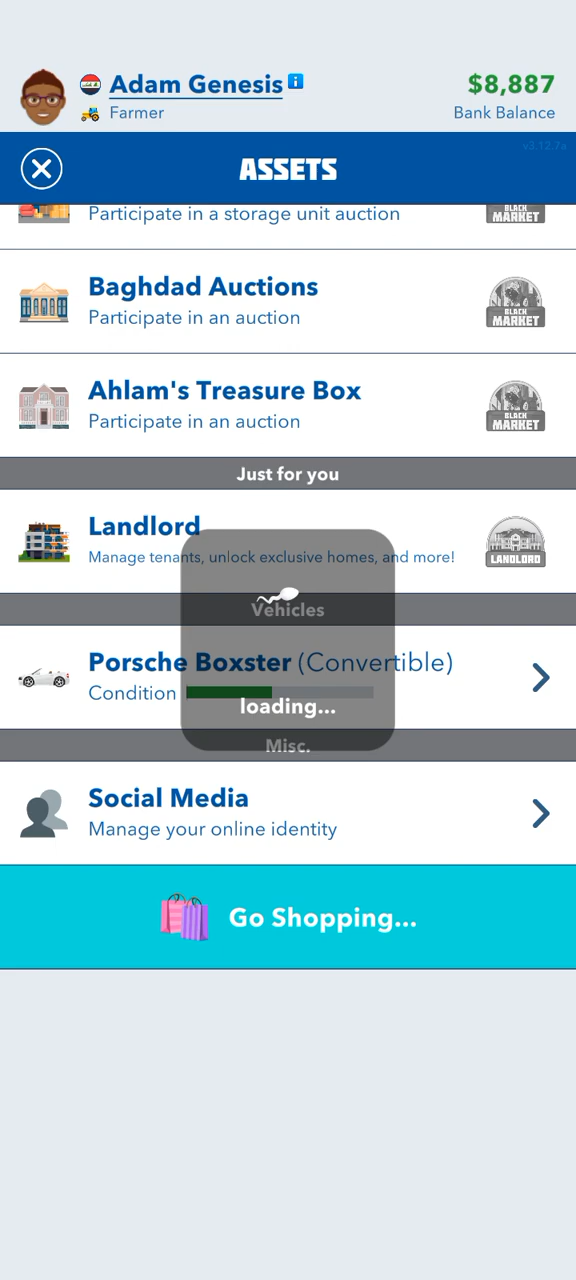 Adam Genesis
$8,887
Farmer
Bank Balance
v3.12.7a
ASSETS
Participate in a storage unit auction
BLACK
MARKET
Baghdad Auctions
Participate in an auction
BLACK
MARKET
Ahlam's Treasure Box
Participate in an auction
BLACK
MARKET
Just for you
Landlord
Manage tenants, unlock exclusive homes, and more!
LANDLORD
Vehicles
Porsche Boxster (Convertible)
Condition
loading...
Misc.
Social Media
Manage your online identity
Go Shopping...